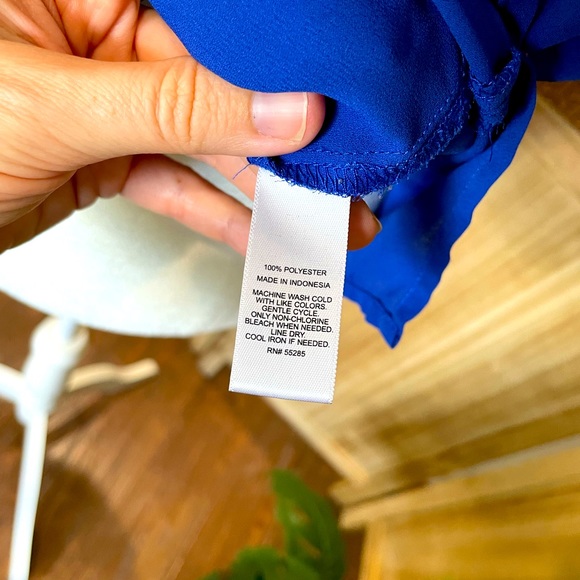 100% POLYESTER
MADE IN INDONESIA
MACHINE WASH COLD
WITH LIKE COLORS.
GENTLE CYCLE.
ONLY NON-CHLORINE
BLEACH WHEN NEEDED.
LINE DRY.
COOL IRON IF NEEDED.
RN# 55285